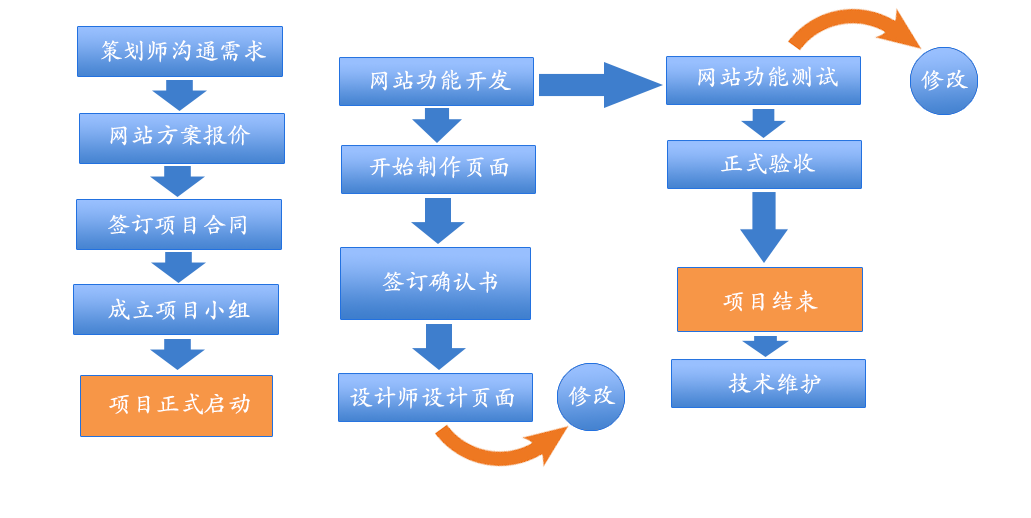 策划师沟通需求
网站方案报价
签订项目合同
成立项目小组
项目正式启动
网站功能开发
开始制作页面
签订确认书
设计师设计页面
修改
网站功能测试
修改
正式验收
项目结束
技术维护